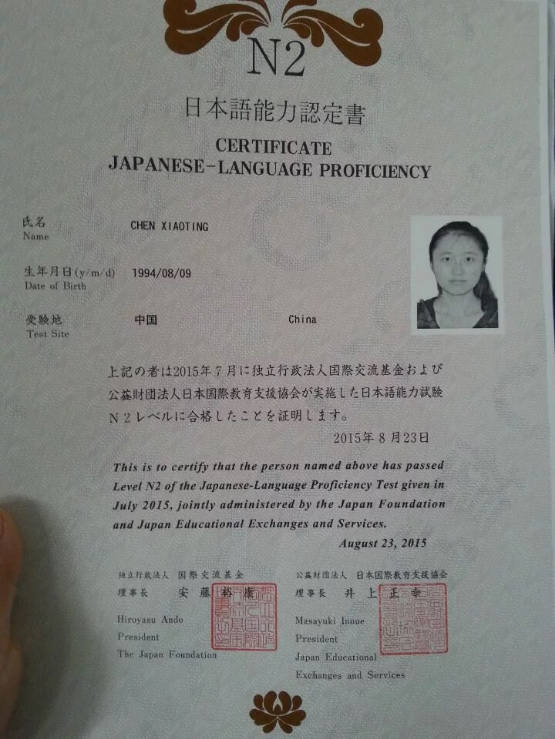 N2
日本語能力認定書
CERTIFICATE
JAPANESE-LANGUAGE PROFICIENCY
氏名
Name
CHEN XIAOTING
生年月日(y/m/d)
Date of Birth
1994/08/09
受験地
Test Site
中国 China
上記の者は2015年7月に独立行政法人国際交流基金および
公益財団法人日本国際教育支援協会が実施した日本語能力試験
N2レベルに合格したことを証明します。
2015年8月23日
This is to certify that the person named above has passed
Level N2 of the Japanese-Language Proficiency Test given in
July 2015, jointly administered by the Japan Foundation
and Japan Educational Exchanges and Services.
August 23, 2015
独立行政法人 国際交流基金
理事長 安藤裕康
Hiroyasu Ando
President
The Japan Foundation
公益財団法人 日本国際教育支援協会
理事長 井上正幸
Masayuki Inoue
President
Japan Educational
Exchanges and Services